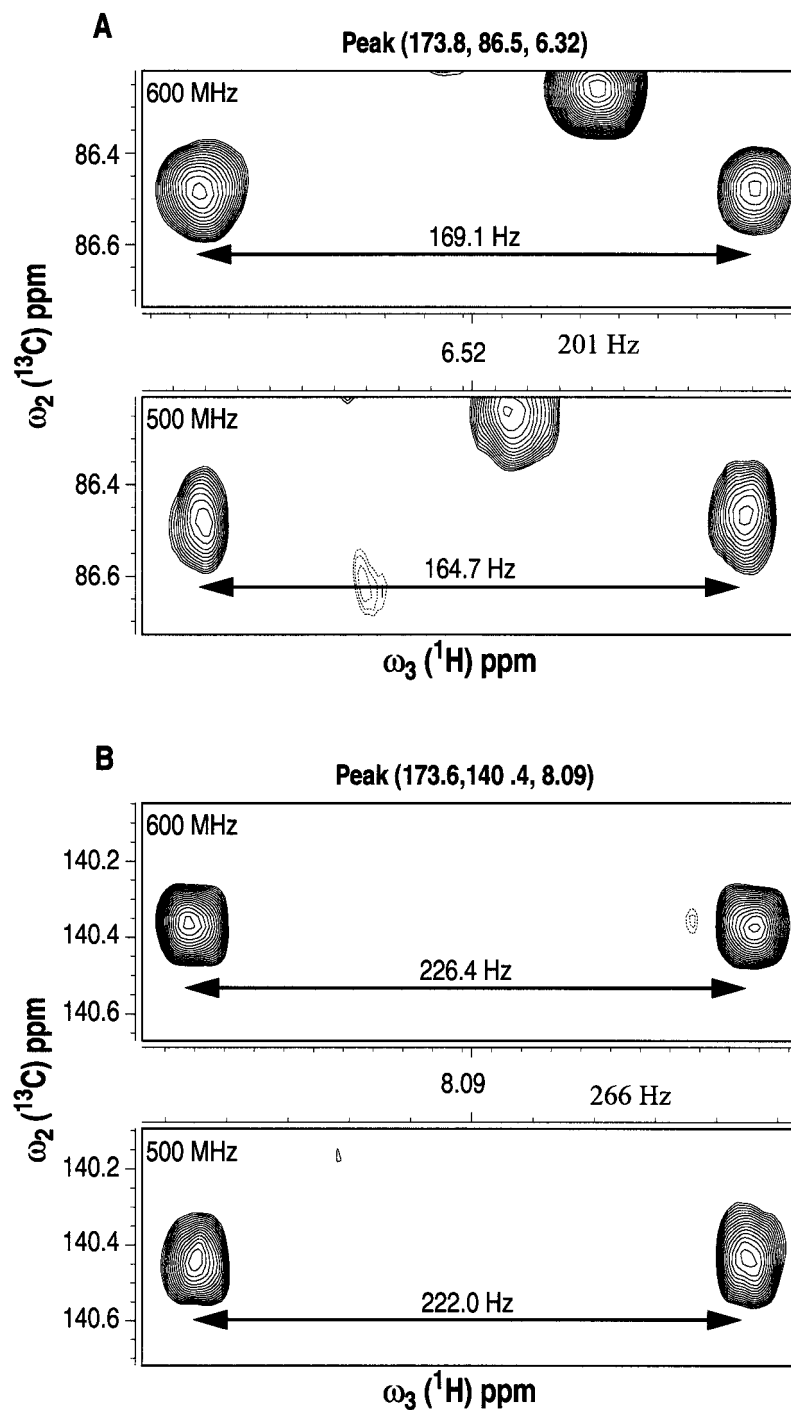 A
Peak (173.8, 86.5, 6.32)
600 MHz
86.4
86.6
169.1 Hz
6.52
201 Hz
500 MHz
86.4
86.6
164.7 Hz
ω2 (13C) ppm
ω3 (1H) ppm
B
Peak (173.6,140 .4, 8.09)
600 MHz
140.2
140.4
140.6
226.4 Hz
8.09
266 Hz
500 MHz
140.2
140.4
140.6
222.0 Hz
ω2 (13C) ppm
ω3 (1H) ppm